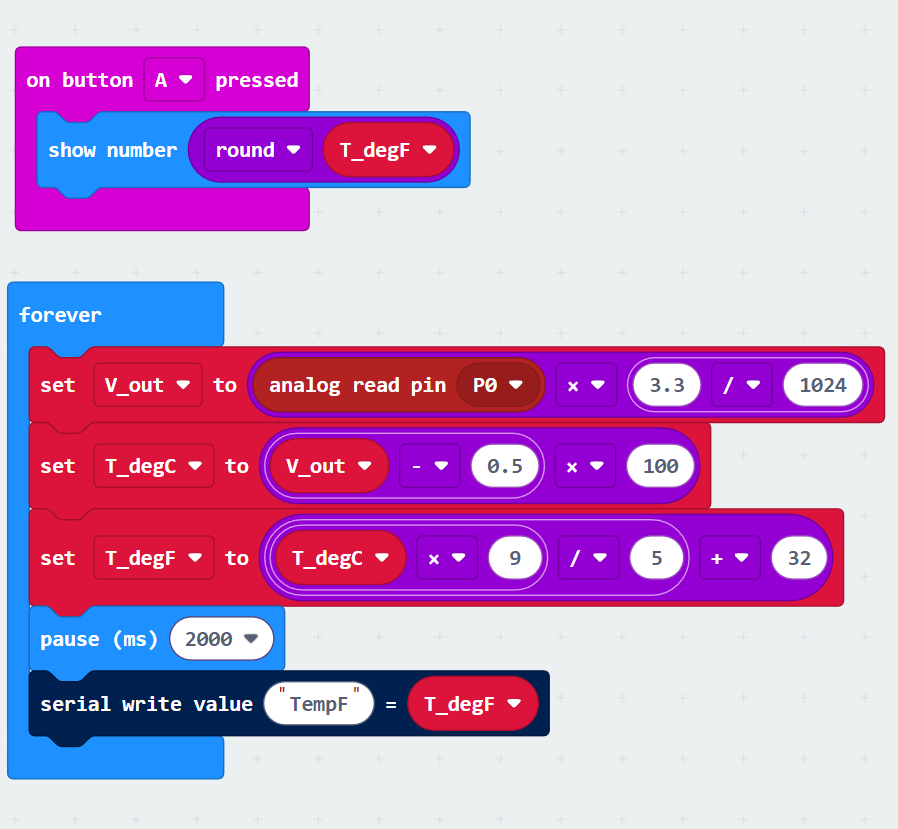 on button A pressed
show number round T_degF
forever
set V_out to analog read pin P0 × 3.3 / 1024
set T_degC to V_out - 0.5 × 100
set T_degF to T_degC × 9 / 5 + 32
pause (ms) 2000
serial write value "TempF" = T_degF